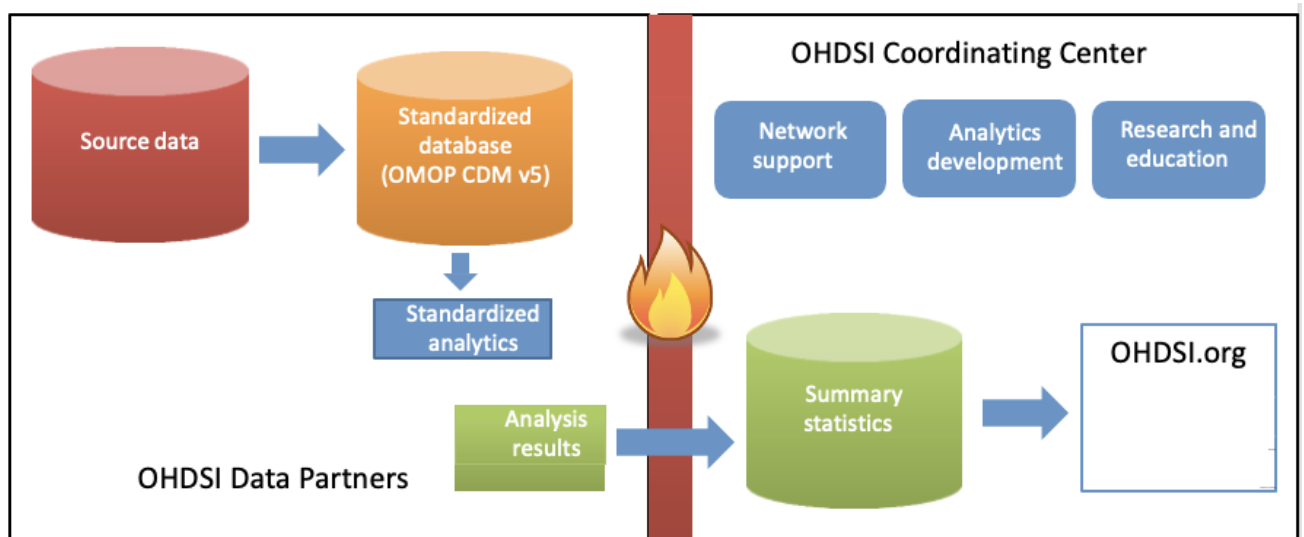 Source data
Standardized
database
(OMOP CDM v5)
Standardized
analytics
Analysis
results
OHDSI Data Partners
OHDSI Coordinating Center
Network
support
Analytics
development
Research and
education
Summary
statistics
OHDSI.org